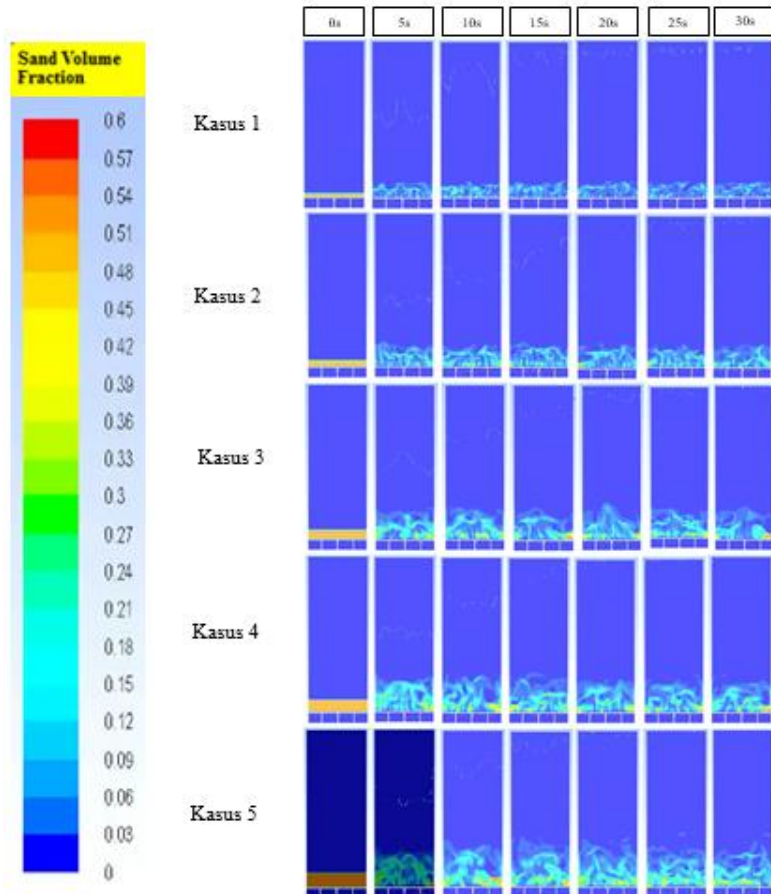 0s 5s 10s 15s 20s 25s 30s
Sand Volume
Fraction
0.6
0.57
0.54
0.51
0.48
0.45
0.42
0.39
0.36
0.33
0.3
0.27
0.24
0.21
0.18
0.15
0.12
0.09
0.06
0.03
0
Kasus 1
Kasus 2
Kasus 3
Kasus 4
Kasus 5